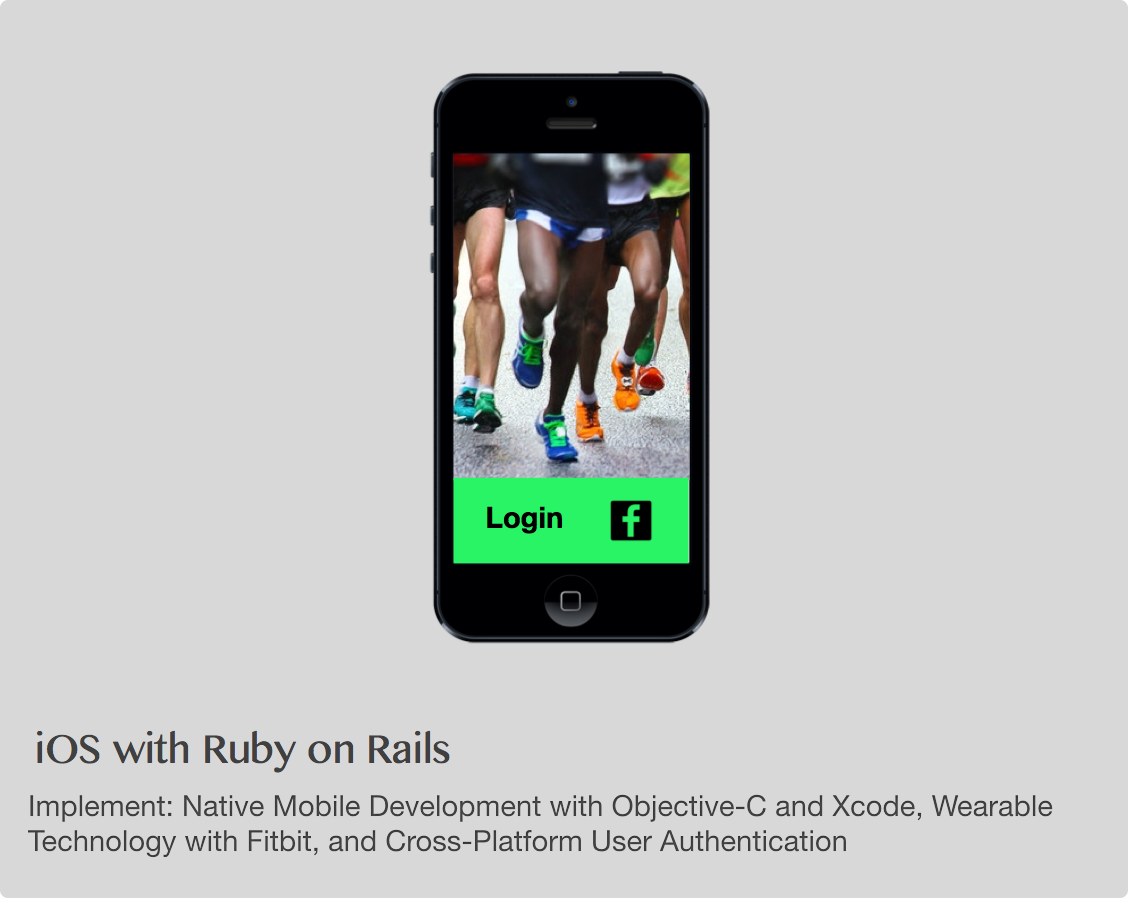 Login f
iOS with Ruby on Rails
Implement: Native Mobile Development with Objective-C and Xcode, Wearable
Technology with Fitbit, and Cross-Platform User Authentication